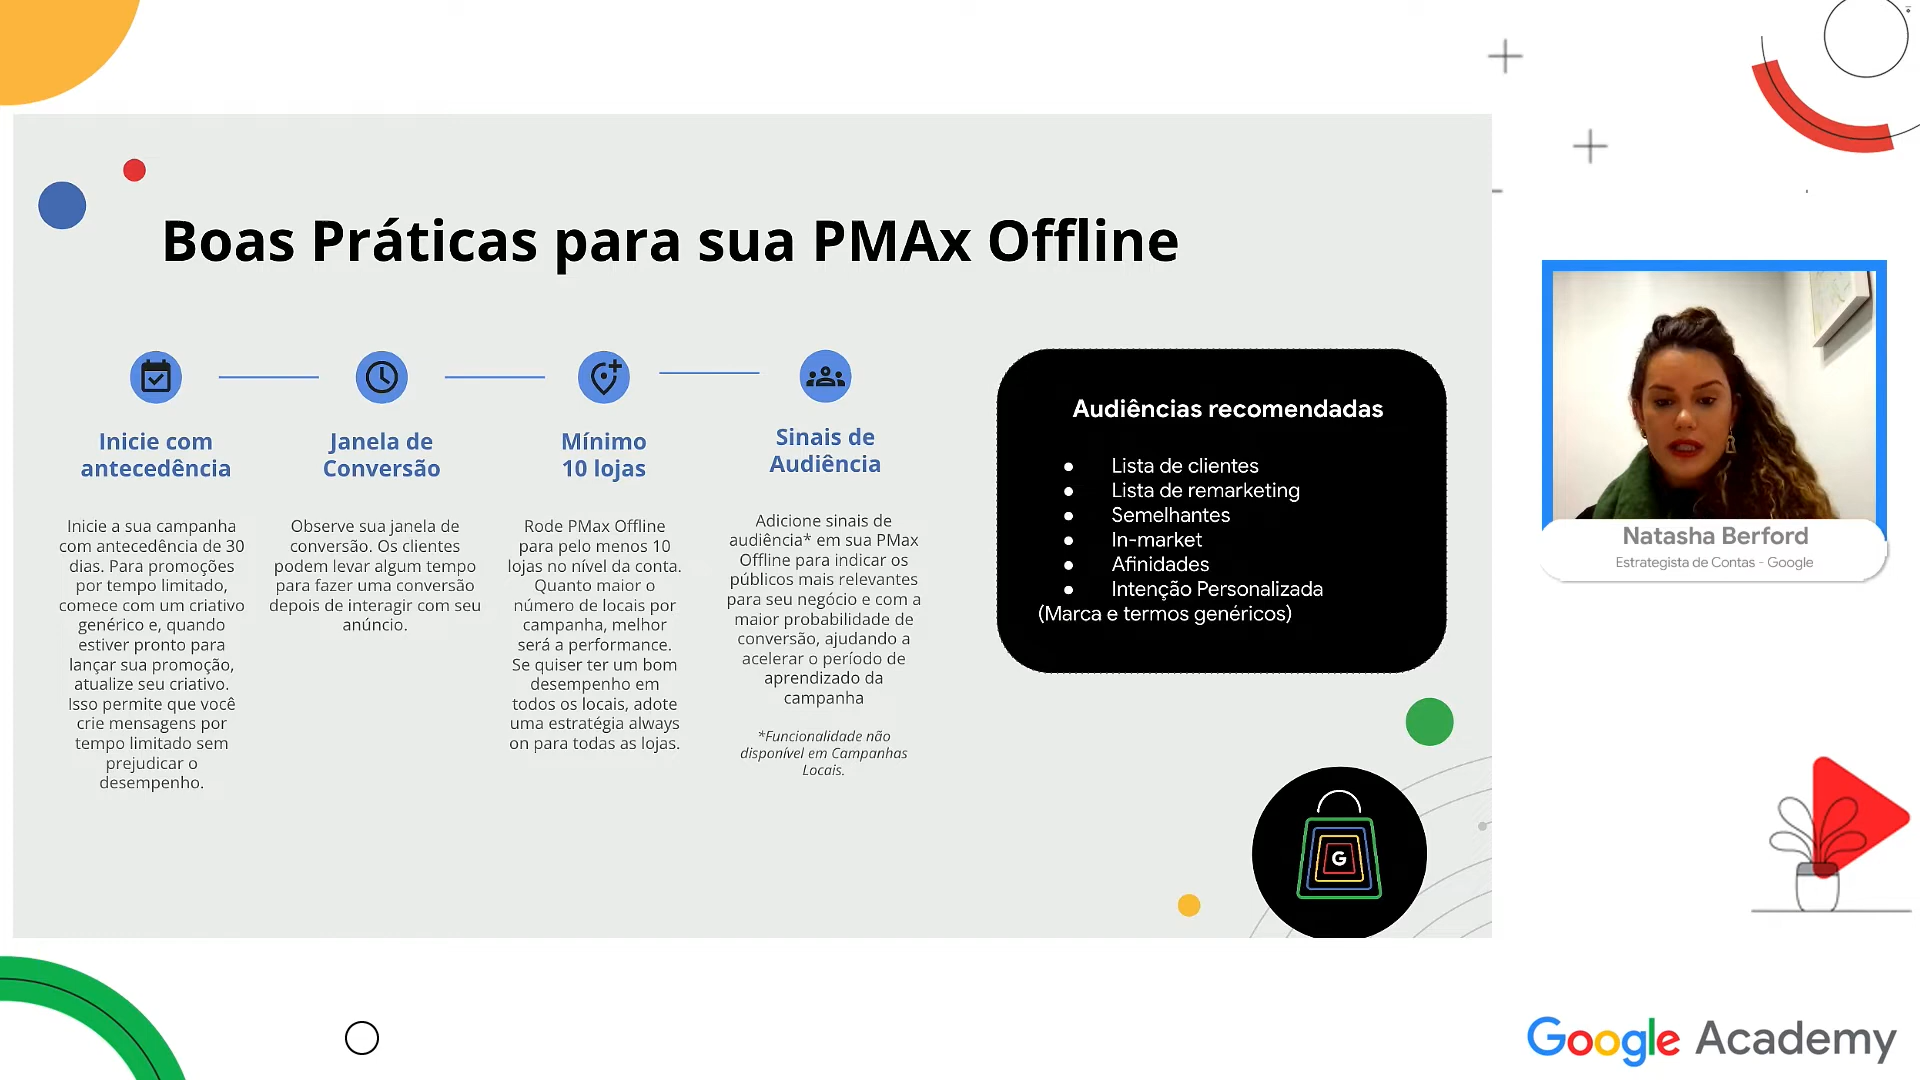 Boas Práticas para sua PMAx Offline
Inicie com
antecedência
Inicie a sua campanha
com antecedência de 30
dias. Para promoções
por tempo limitado,
comece com um criativo
genérico e, quando
estiver pronto para
lançar sua promoção,
atualize seu criativo.
Isso permite que você
crie mensagens por
tempo limitado sem
prejudicar o
desempenho.
Janela de
Conversão
Observe sua janela de
conversão. Os clientes
podem levar algum tempo
para fazer uma conversão
depois de interagir com seu
anúncio.
Mínimo
10 lojas
Rode PMax Offline
para pelo menos 10
lojas no nível da conta.
Quanto maior o
número de locais por
campanha, melhor
será a performance.
Se quiser ter um bom
desempenho em
todos os locais, adote
uma estratégia always
on para todas as lojas.
Sinais de
Audiência
Adicione sinais de
audiência* em sua PMax
Offline para indicar os
públicos mais relevantes
para seu negócio e com a
maior probabilidade de
conversão, ajudando a
acelerar o período de
aprendizado da
campanha
*Funcionalidade não
disponível em Campanhas
Locais.
Audiências recomendadas
● Lista de clientes
● Lista de remarketing
● Semelhantes
● In-market
● Afinidades
● Intenção Personalizada
(Marca e termos genéricos)
G
Natasha Berford
Estrategista de Contas - Google
Google Academy